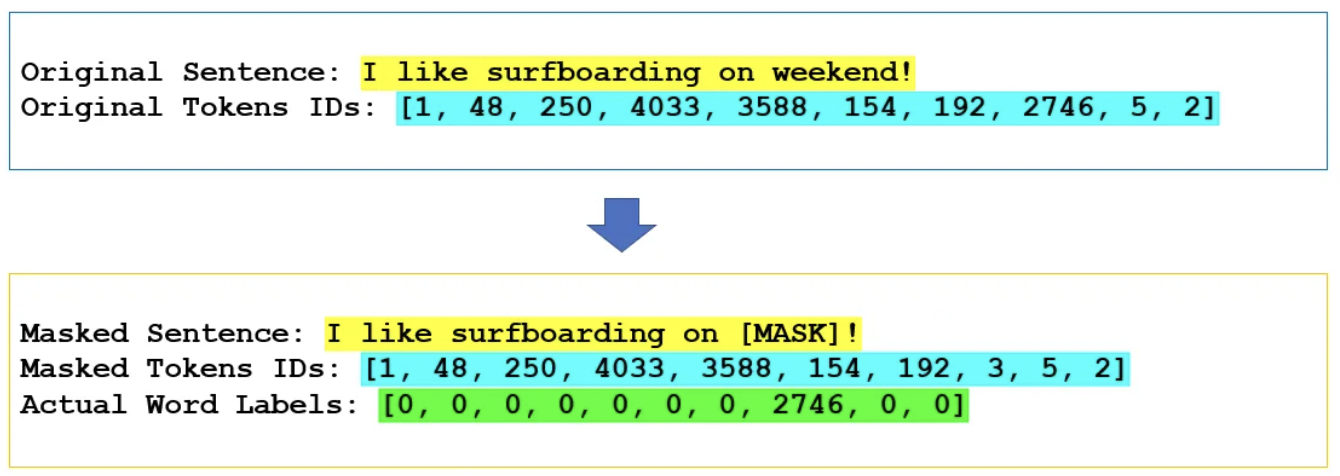 Original Sentence: I like surfboarding on weekend!
Original Tokens IDs: [1, 48, 250, 4033, 3588, 154, 192, 2746, 5, 2]
Masked Sentence: I like surfboarding on [MASK]!
Masked Tokens IDs: [1, 48, 250, 4033, 3588, 154, 192, 3, 5, 2]
Actual Word Labels: [0, 0, 0, 0, 0, 0, 0, 2746, 0, 0]